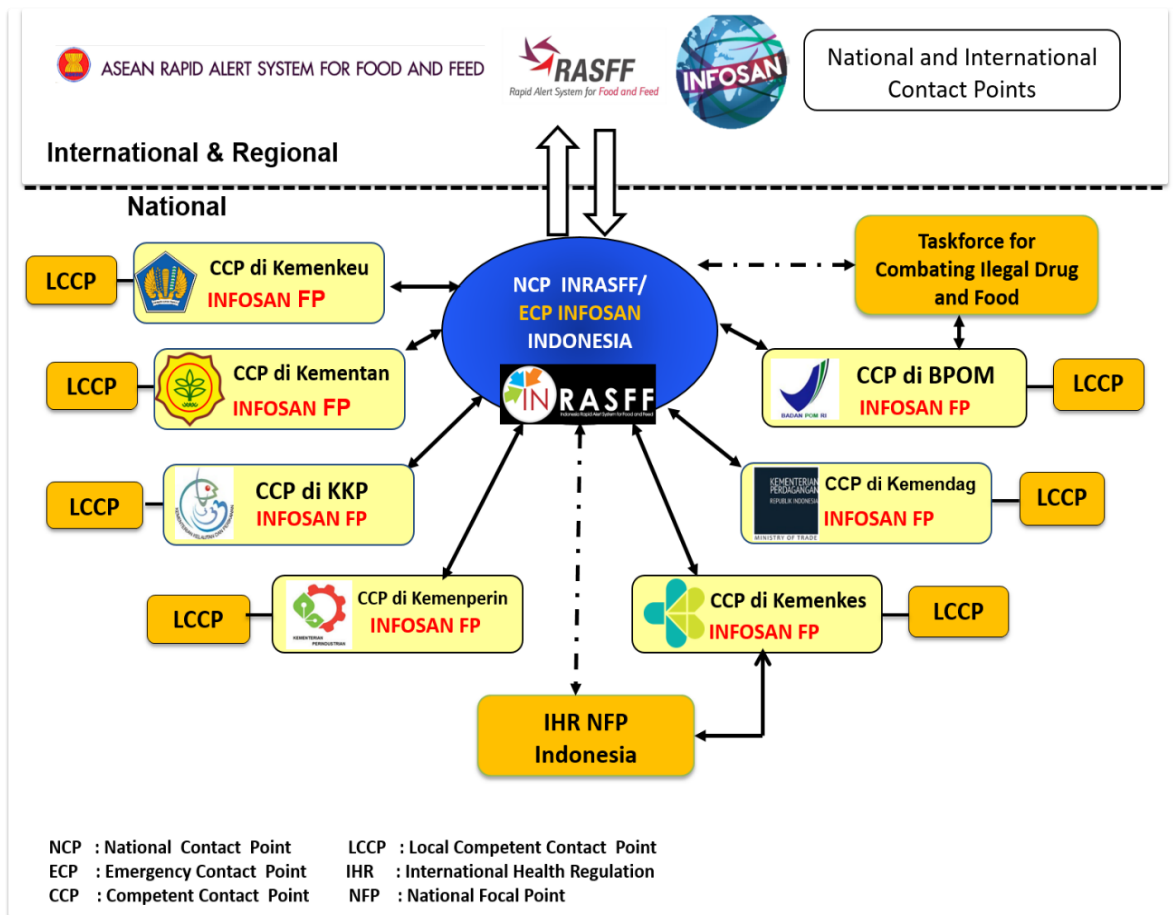 ASEAN RAPID ALERT SYSTEM FOR FOOD AND FEED
RASFF
Rapid Alert System for Food and Feed
INFOSAN
National and International
Contact Points
International & Regional
National
LCCP
CCP di Kemenkeu
INFOSAN FP
NCP INRASFF/
ECP INFOSAN
INDONESIA
INRASFF
Indonesia Rapid Alert System for Food and Feed
Taskforce for
Combating Ilegal Drug
and Food
LCCP
CCP di Kementan
INFOSAN FP
CCP di BPOM
INFOSAN FP
BADAN POM RI
LCCP
LCCP
CCP di KKP
INFOSAN FP
KEMENTERIAN KELAUTAN DAN PERIKANAN
KEMENTERIAN
PERDAGANGAN
REPUBLIK INDONESIA
MINISTRY OF TRADE
CCP di Kemendag
INFOSAN FP
LCCP
LCCP
CCP di Kemenperin
INFOSAN FP
KEMENTERIAN
PERINDUSTRIAN
CCP di Kemenkes
INFOSAN FP
LCCP
IHR NFP
Indonesia
NCP : National Contact Point LCCP : Local Competent Contact Point
ECP : Emergency Contact Point IHR : International Health Regulation
CCP : Competent Contact Point NFP : National Focal Point